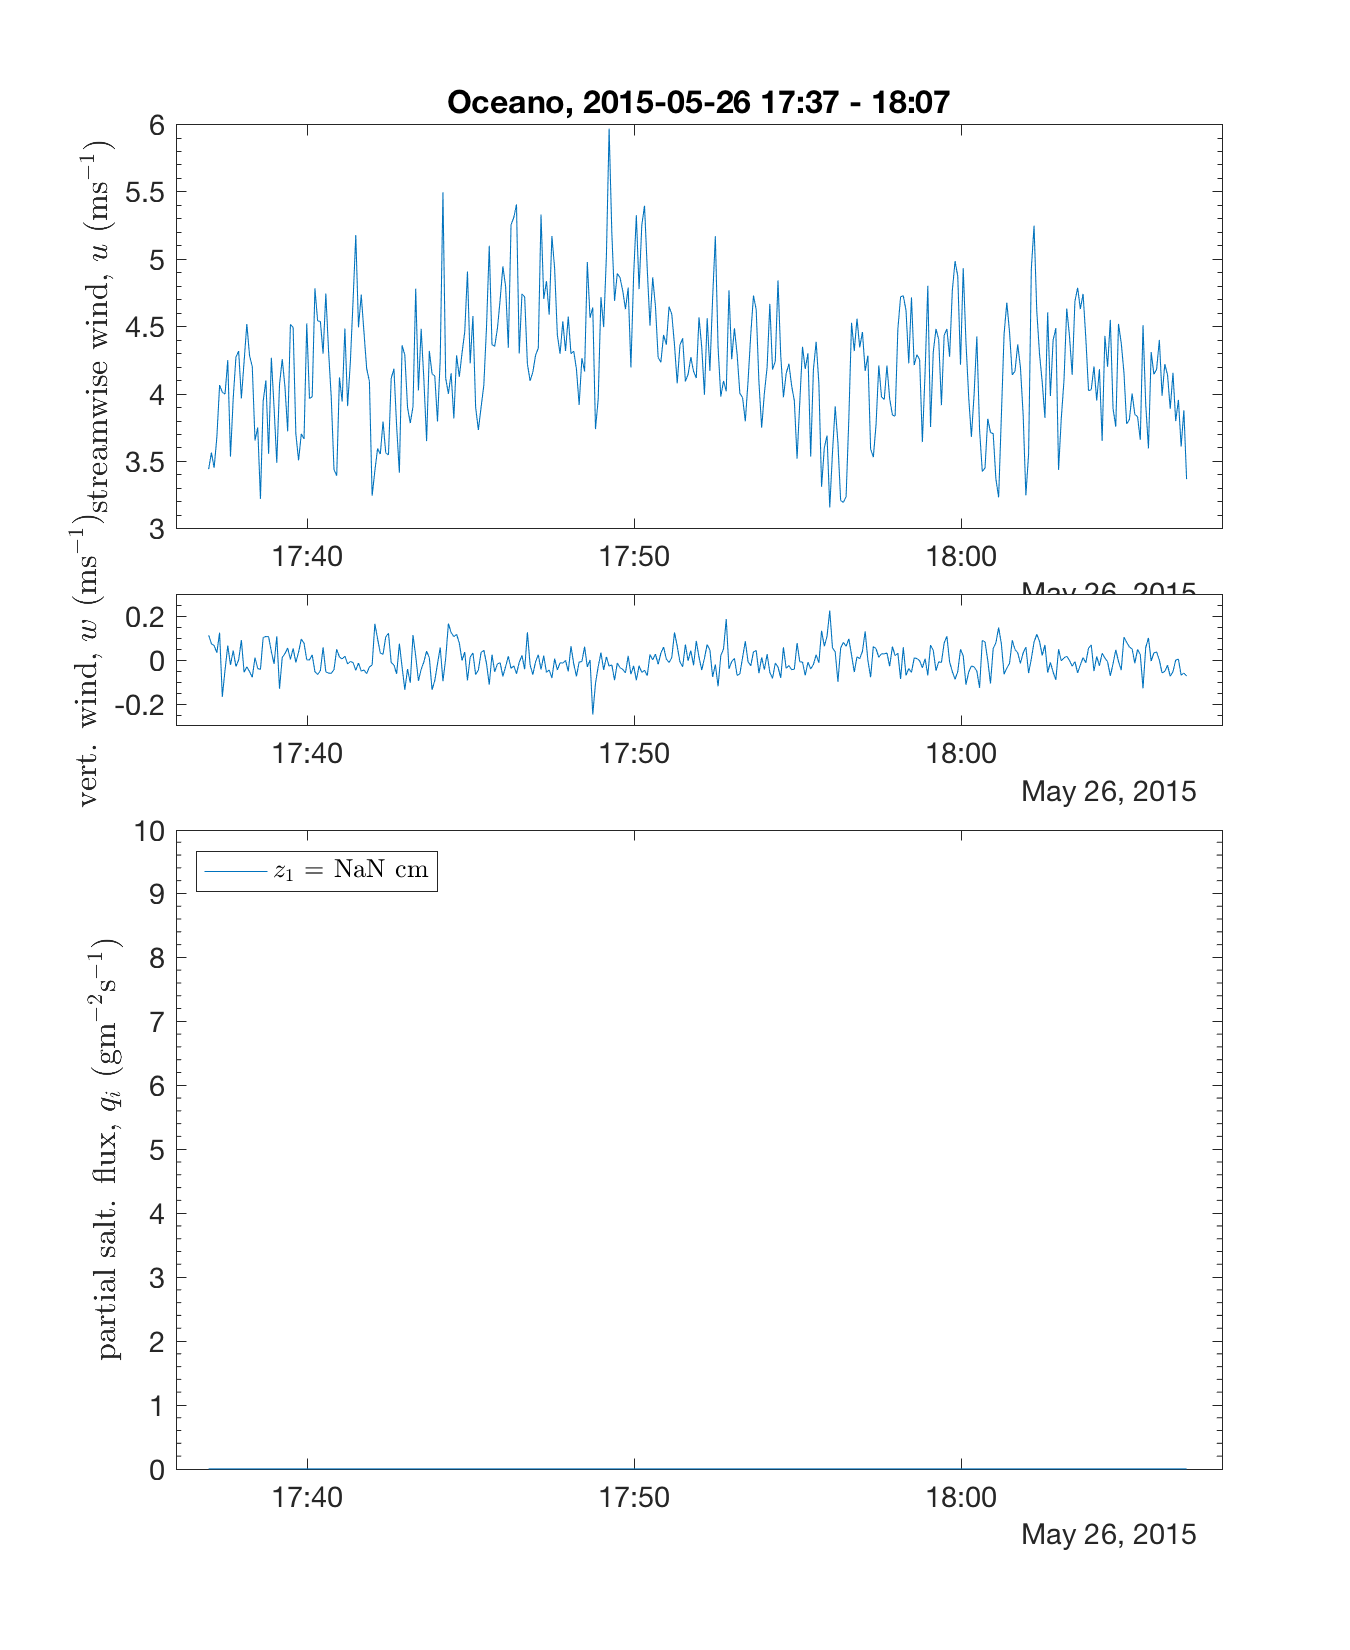 Oceano, 2015-05-26 17:37 - 18:07
streamwise wind, u (ms⁻¹)
6
5.5
5
4.5
4
3.5
3
17:40 17:50 18:00
May 26, 2015
vert. wind, w (ms⁻¹)
0.2
0
-0.2
17:40 17:50 18:00
May 26, 2015
partial salt. flux, qᵢ (gm⁻²s⁻¹)
10
9
8
7
6
5
4
3
2
1
0
z₁ = NaN cm
17:40 17:50 18:00
May 26, 2015